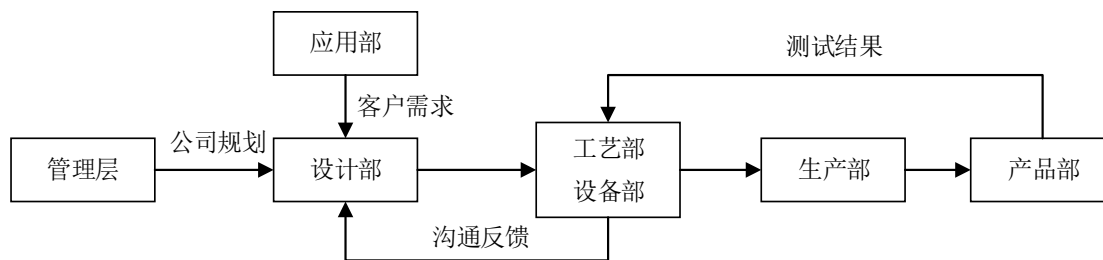 应用部
测试结果
客户需求
公司规划
管理层
设计部
工艺部
设备部
生产部
产品部
沟通反馈